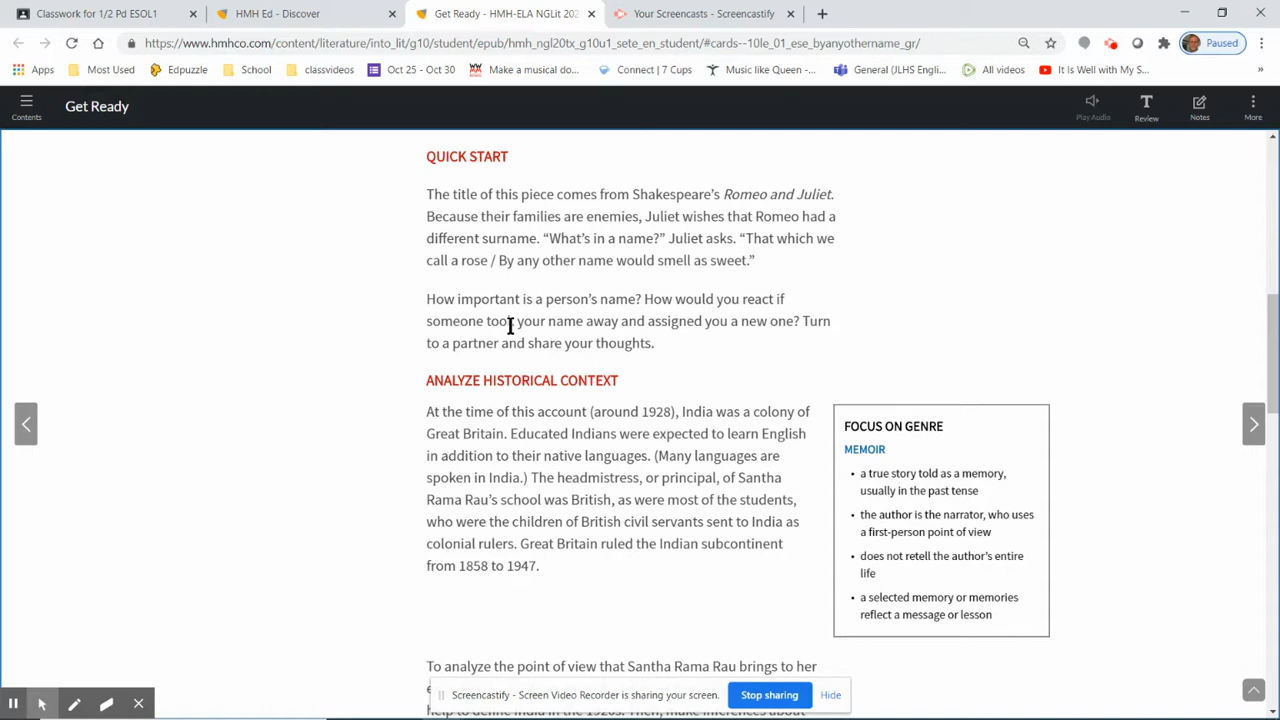 Classwork for 1/2 Pd ESOL1
HMH Ed - Discover
Get Ready - HMH-ELA NGLit 202
Your Screencasts - Screencastify
https://www.hmhco.com/content/literature/into_lit/g10/student/epub/hmh_ngl20tx_g10u1_sete_en_student/#cards--10le_01_ese_byanyothername_gr/
Paused
Apps
Most Used
Edpuzzle
School
classvideos
Oct 25 - Oct 30
Make a musical do...
Connect | 7 Cups
Music like Queen -...
General (JLHS Engli...
All videos
It Is Well with My S...
Contents
Get Ready
Play Audio
Review
Notes
More
QUICK START
The title of this piece comes from Shakespeare’s Romeo and Juliet.
Because their families are enemies, Juliet wishes that Romeo had a
different surname. “What’s in a name?” Juliet asks. “That which we
call a rose / By any other name would smell as sweet.”
How important is a person’s name? How would you react if
someone took your name away and assigned you a new one? Turn
to a partner and share your thoughts.
ANALYZE HISTORICAL CONTEXT
At the time of this account (around 1928), India was a colony of
Great Britain. Educated Indians were expected to learn English
in addition to their native languages. (Many languages are
spoken in India.) The headmistress, or principal, of Santha
Rama Rau’s school was British, as were most of the students,
who were the children of British civil servants sent to India as
colonial rulers. Great Britain ruled the Indian subcontinent
from 1858 to 1947.
FOCUS ON GENRE
MEMOIR
• a true story told as a memory,
usually in the past tense
• the author is the narrator, who uses
a first-person point of view
• does not retell the author’s entire
life
• a selected memory or memories
reflect a message or lesson
To analyze the point of view that Santha Rama Rau brings to her
Screencastify - Screen Video Recorder is sharing your screen.
Stop sharing
Hide
help to define India in the 1920s. Then, make inferences about